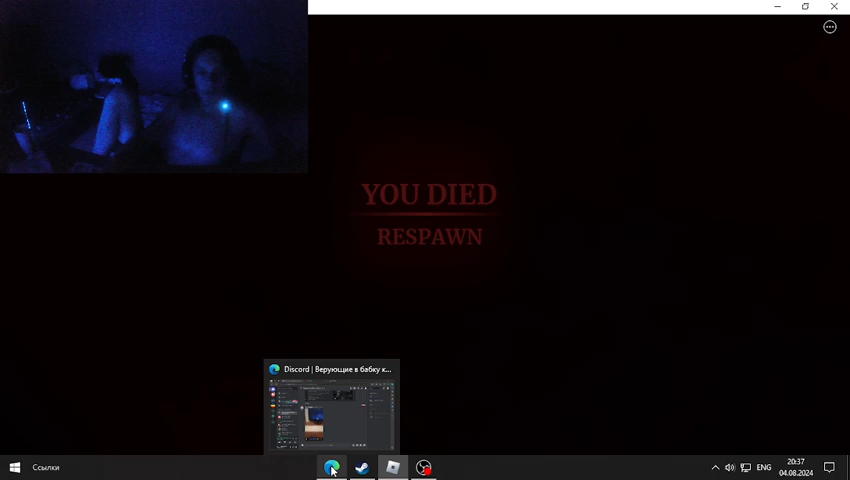 YOU DIED
RESPAWN
Discord | Верующие в бабку к...
Ссылки
ENG
20:37
04.08.2024